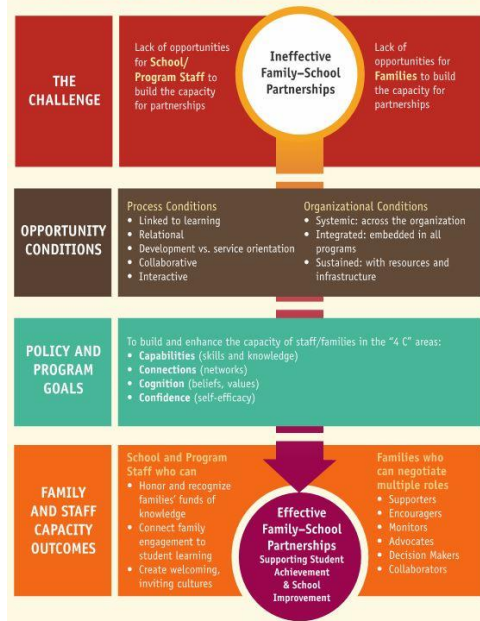 THE
CHALLENGE
Lack of opportunities
for School/
Program Staff to
build the capacity
for partnerships
Ineffective
Family–School
Partnerships
Lack of
opportunities for
Families to build
the capacity for
partnerships
OPPORTUNITY
CONDITIONS
Process Conditions
• Linked to learning
• Relational
• Development vs. service orientation
• Collaborative
• Interactive
Organizational Conditions
• Systemic: across the organization
• Integrated: embedded in all
programs
• Sustained: with resources and
infrastructure
POLICY AND
PROGRAM
GOALS
To build and enhance the capacity of staff/families in the "4 C" areas:
• Capabilities (skills and knowledge)
• Connections (networks)
• Cognition (beliefs, values)
• Confidence (self-efficacy)
FAMILY
AND STAFF
CAPACITY
OUTCOMES
School and Program
Staff who can
• Honor and recognize
families' funds of
knowledge
• Connect family
engagement to
student learning
• Create welcoming,
inviting cultures
Effective
Family–School
Partnerships
Supporting Student
Achievement
& School
Improvement
Families who
can negotiate
multiple roles
• Supporters
• Encouragers
• Monitors
• Advocates
• Decision Makers
• Collaborators